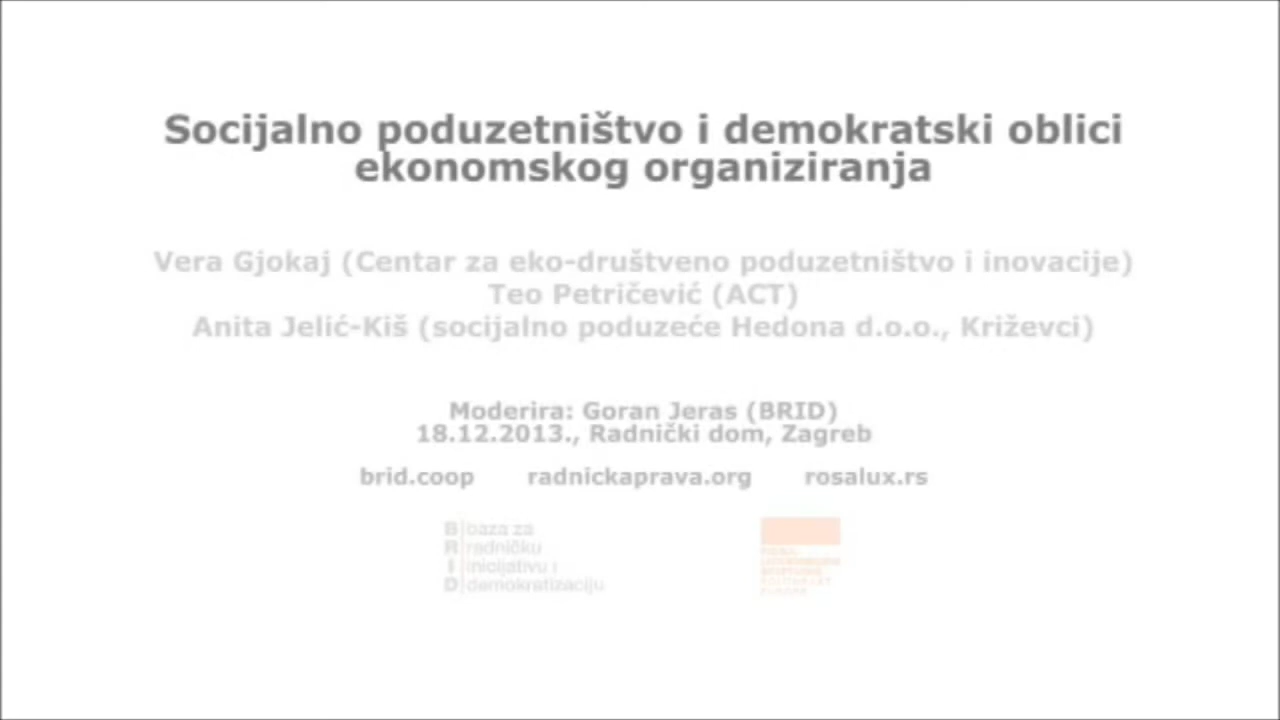 Socijalno poduzetništvo i demokratski oblici
ekonomskog organiziranja
Vera Gjokaj (Centar za eko-društveno poduzetništvo i inovacije)
Teo Petričević (ACT)
Anita Jelić-Kiš (socijalno poduzeće Hedona d.o.o., Križevci)
Moderira: Goran Jeras (BRID)
18.12.2013., Radnički dom, Zagreb
brid.coop radnickaprava.org rosalux.rs
B baza za
R radničku
I inicijativu i
D demokratizaciju